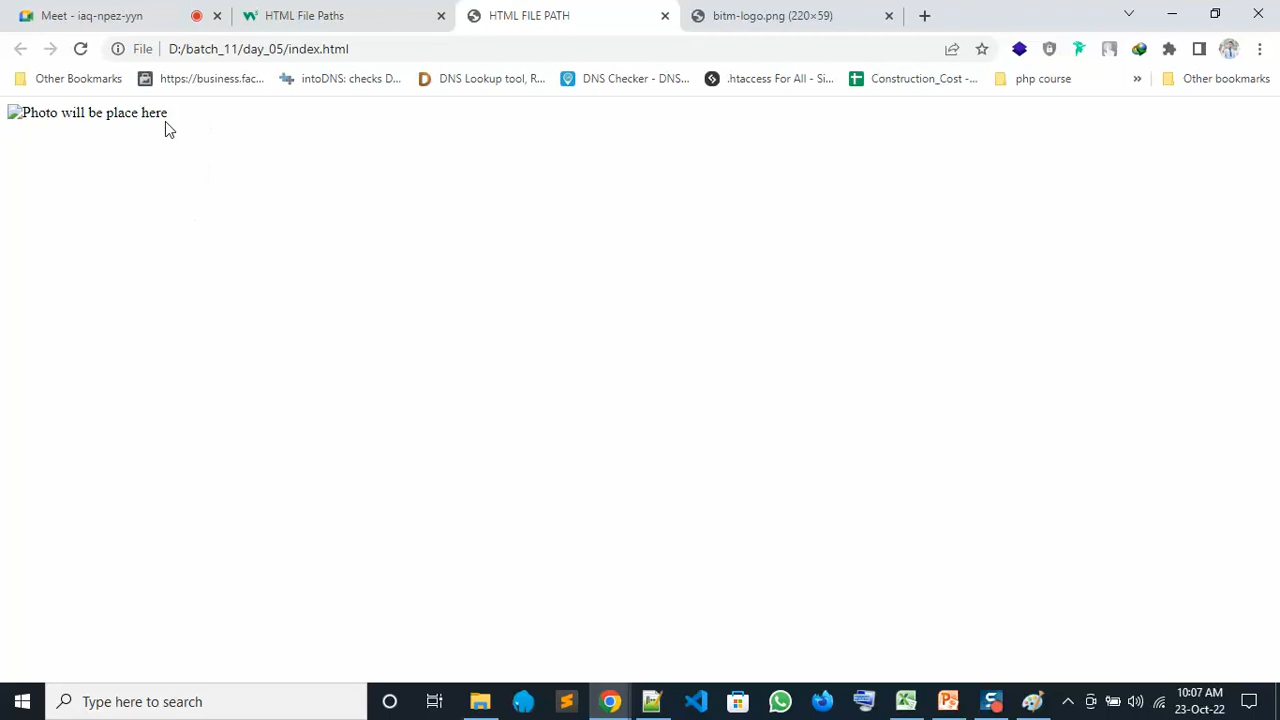 Meet - iaq-npez-yyn
HTML File Paths
HTML FILE PATH
bitm-logo.png (220×59)
File
D:/batch_11/day_05/index.html
Other Bookmarks
https://business.fac...
intoDNS: checks D...
DNS Lookup tool, R...
DNS Checker - DNS...
.htaccess For All - Si...
Construction_Cost -...
php course
»
Other bookmarks
Photo will be place here
Type here to search
10:07 AM
23-Oct-22